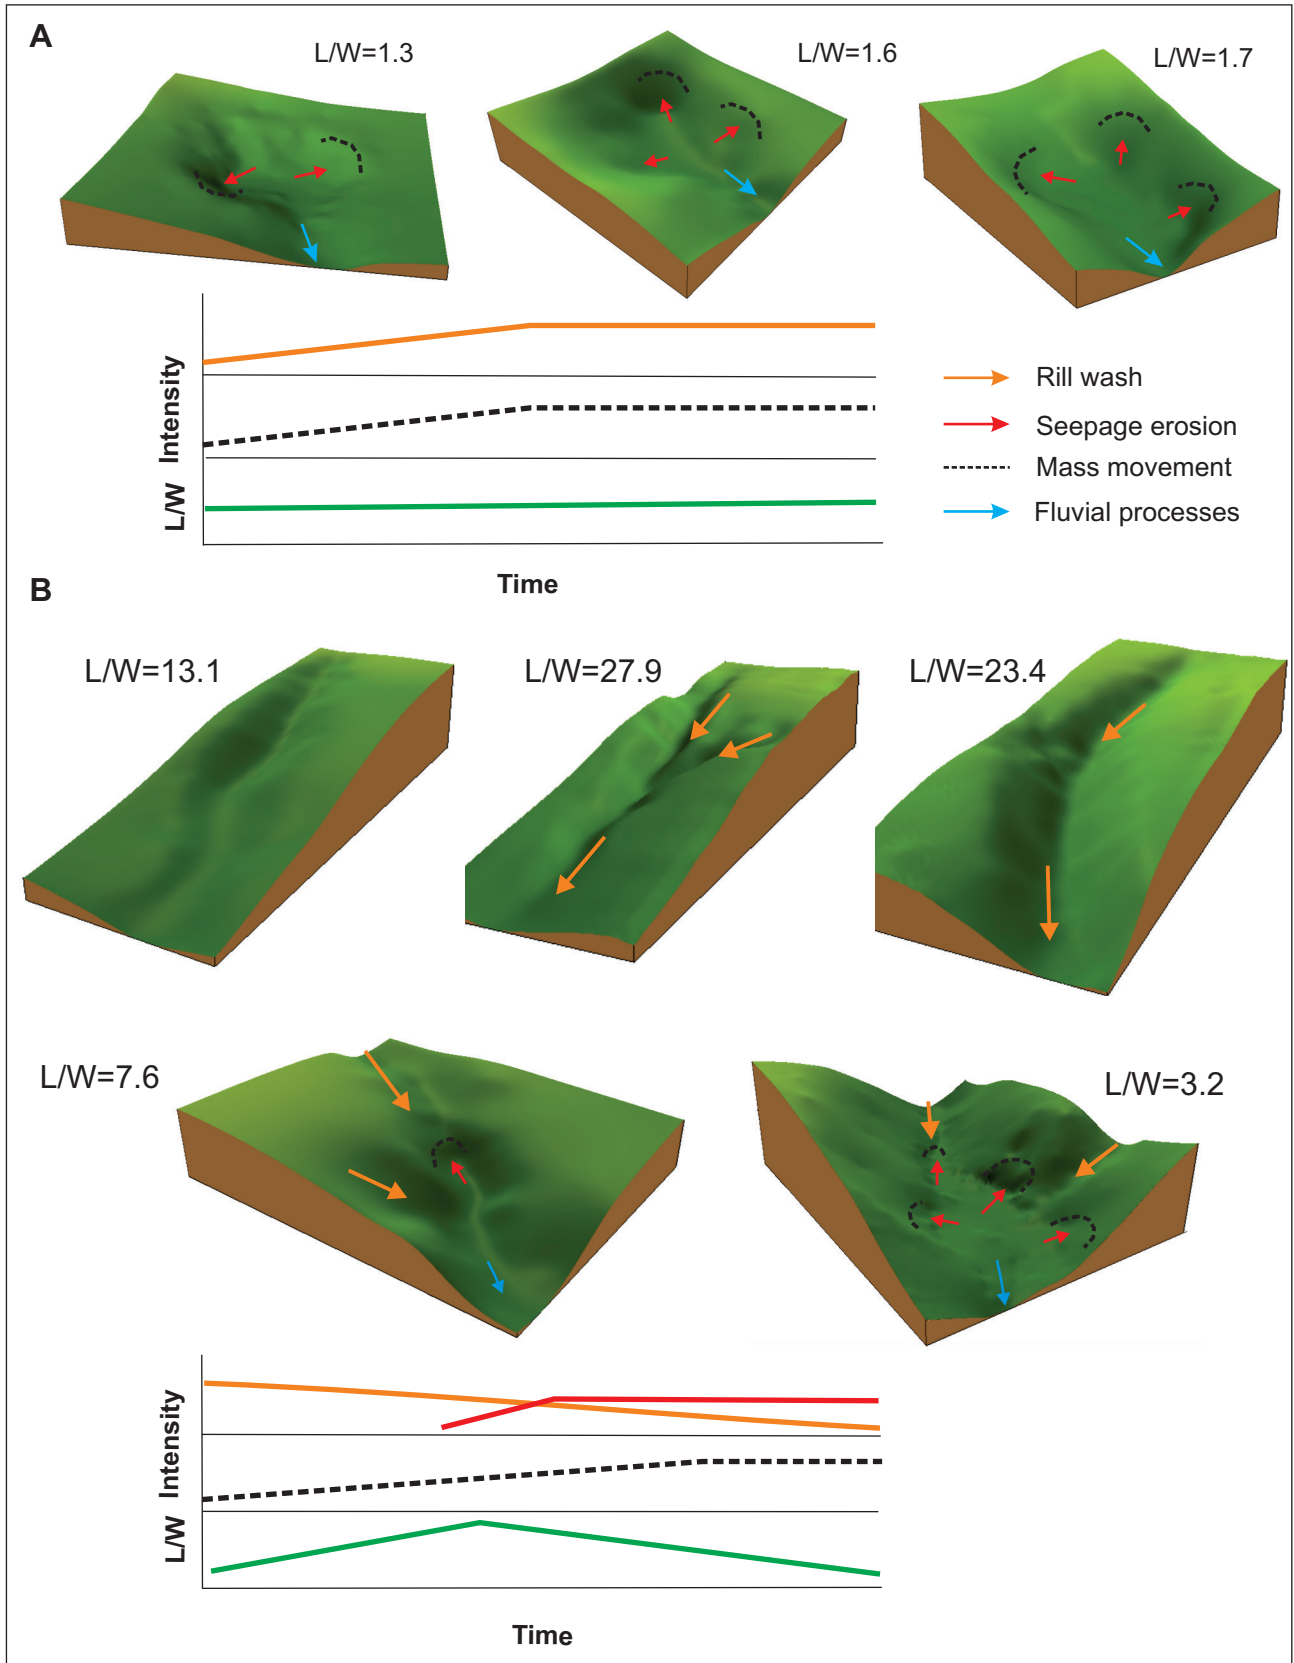 A
L/W=1.3
L/W=1.6
L/W=1.7
Intensity
L/W
Rill wash
Seepage erosion
Mass movement
Fluvial processes
Time
B
L/W=13.1
L/W=27.9
L/W=23.4
L/W=7.6
L/W=3.2
Intensity
L/W
Time